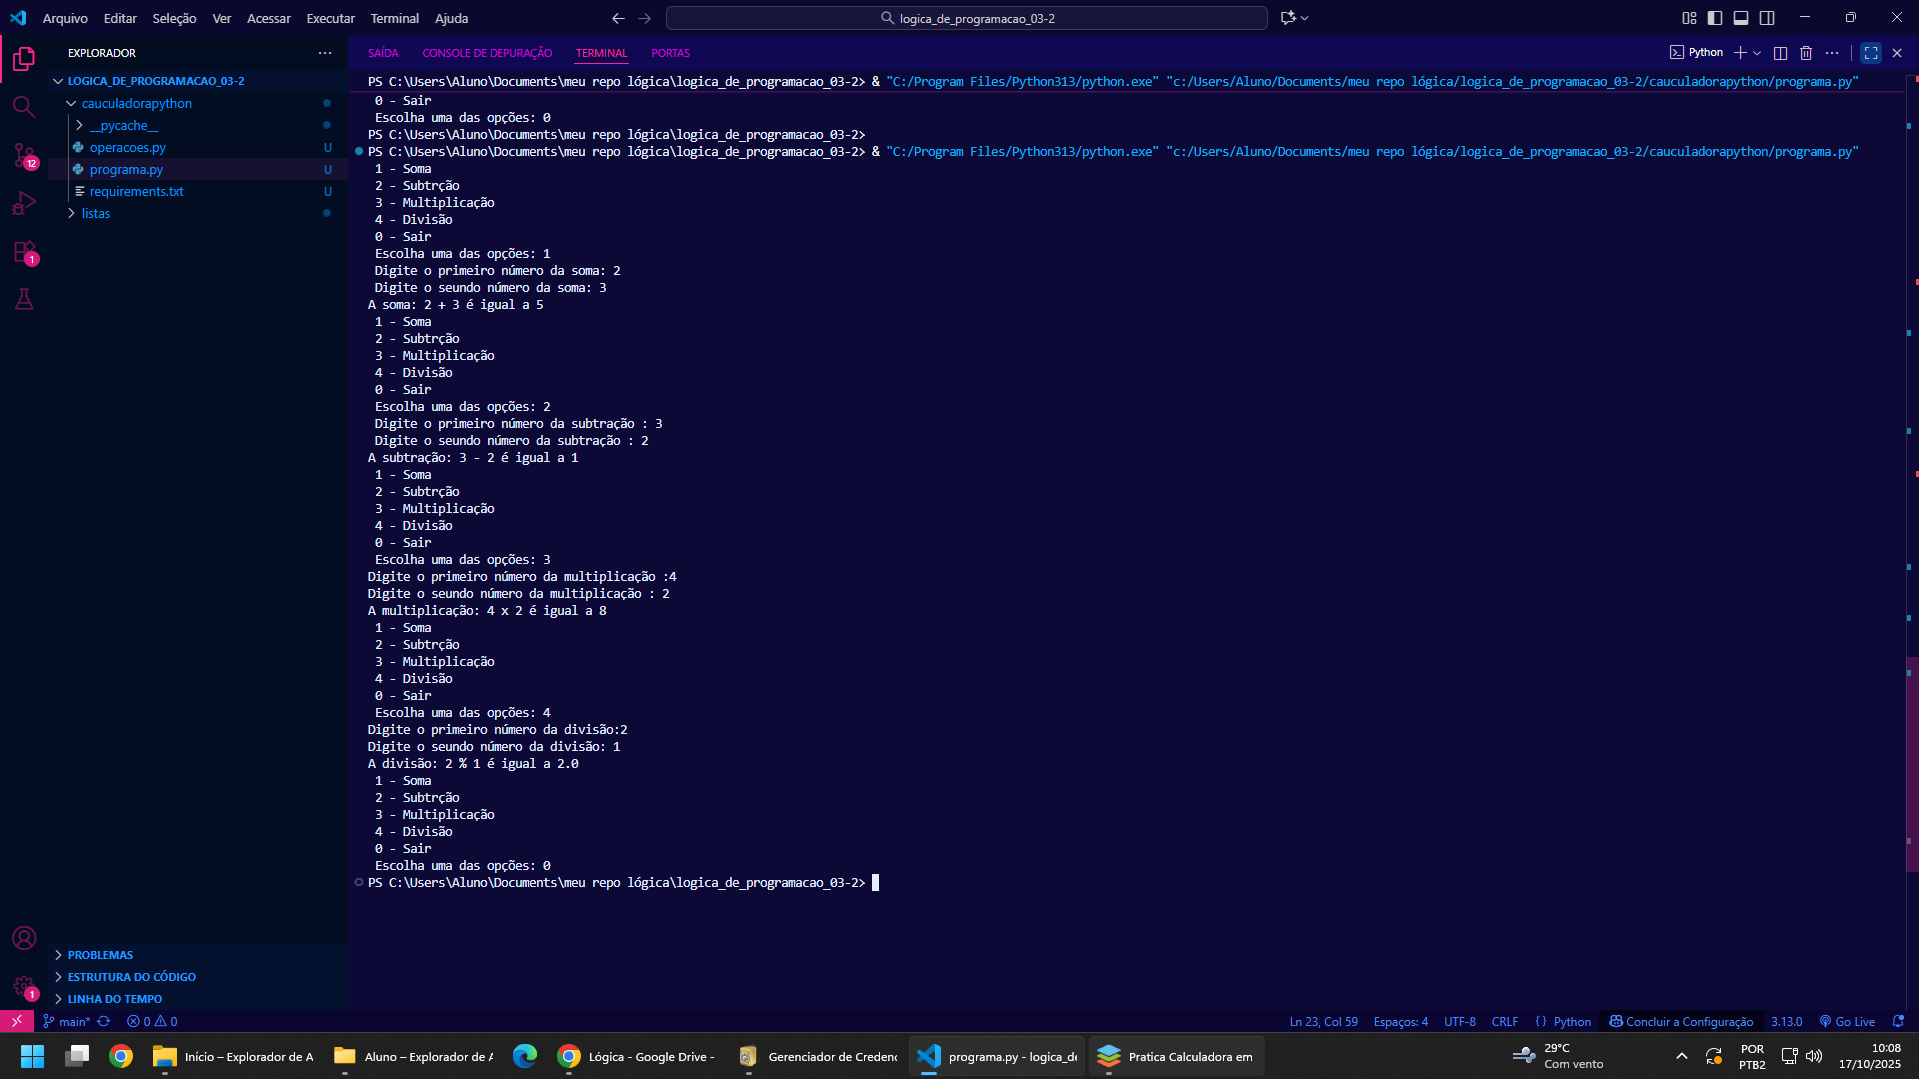 Arquivo Editar Seleção Ver Acessar Executar Terminal Ajuda
logica_de_programacao_03-2
EXPLORADOR
LOGICA_DE_PROGRAMACAO_03-2
cauculadorapython
__pycache__
operacoes.py U
programa.py U
requirements.txt U
listas
12
1
1
PROBLEMAS
ESTRUTURA DO CÓDIGO
LINHA DO TEMPO
SAÍDA CONSOLE DE DEPURAÇÃO TERMINAL PORTAS
Python
PS C:\Users\Aluno\Documents\meu repo lógica\logica_de_programacao_03-2> & "C:/Program Files/Python313/python.exe" "c:/Users/Aluno/Documents/meu repo lógica/logica_de_programacao_03-2/cauculadorapython/programa.py"
0 - Sair
Escolha uma das opções: 0
PS C:\Users\Aluno\Documents\meu repo lógica\logica_de_programacao_03-2>
PS C:\Users\Aluno\Documents\meu repo lógica\logica_de_programacao_03-2> & "C:/Program Files/Python313/python.exe" "c:/Users/Aluno/Documents/meu repo lógica/logica_de_programacao_03-2/cauculadorapython/programa.py"
1 - Soma
2 - Subtrção
3 - Multiplicação
4 - Divisão
0 - Sair
Escolha uma das opções: 1
Digite o primeiro número da soma: 2
Digite o seundo número da soma: 3
A soma: 2 + 3 é igual a 5
1 - Soma
2 - Subtrção
3 - Multiplicação
4 - Divisão
0 - Sair
Escolha uma das opções: 2
Digite o primeiro número da subtração : 3
Digite o seundo número da subtração : 2
A subtração: 3 - 2 é igual a 1
1 - Soma
2 - Subtrção
3 - Multiplicação
4 - Divisão
0 - Sair
Escolha uma das opções: 3
Digite o primeiro número da multiplicação :4
Digite o seundo número da multiplicação : 2
A multiplicação: 4 x 2 é igual a 8
1 - Soma
2 - Subtrção
3 - Multiplicação
4 - Divisão
0 - Sair
Escolha uma das opções: 4
Digite o primeiro número da divisão:2
Digite o seundo número da divisão: 1
A divisão: 2 % 1 é igual a 2.0
1 - Soma
2 - Subtrção
3 - Multiplicação
4 - Divisão
0 - Sair
Escolha uma das opções: 0
PS C:\Users\Aluno\Documents\meu repo lógica\logica_de_programacao_03-2>
main* 0 0 Ln 23, Col 59 Espaços: 4 UTF-8 CRLF { } Python Concluir a Configuração 3.13.0 Go Live
Início – Explorador de A Aluno – Explorador de A Lógica - Google Drive - Gerenciador de Credenc programa.py - logica_de Pratica Calculadora em
29°C
Com vento
POR
PTB2
10:08
17/10/2025